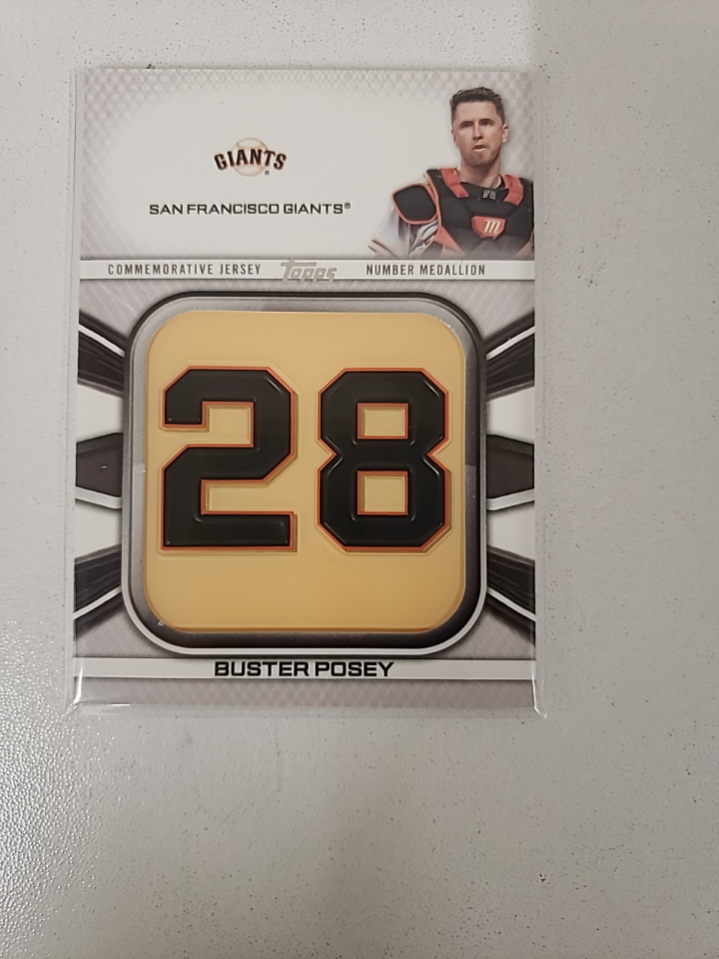 GIANTS®
SAN FRANCISCO GIANTS®
COMMEMORATIVE JERSEY Topps NUMBER MEDALLION
28
BUSTER POSEY